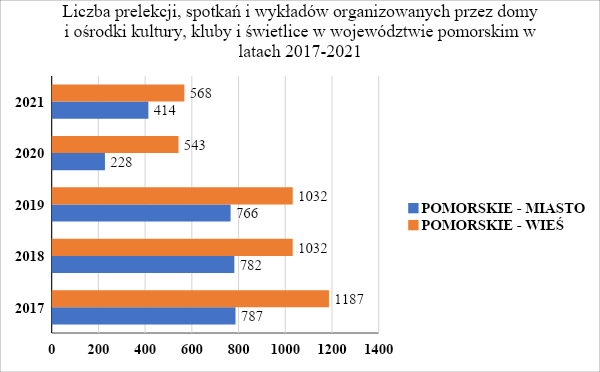 Liczba prelekcji, spotkań i wykładów organizowanych przez domy
i ośrodki kultury, kluby i świetlice w województwie pomorskim w
latach 2017-2021
2021
568
414
2020
543
228
2019
1032
766
2018
1032
782
2017
1187
787
POMORSKIE - MIASTO
POMORSKIE - WIEŚ
0 200 400 600 800 1000 1200 1400